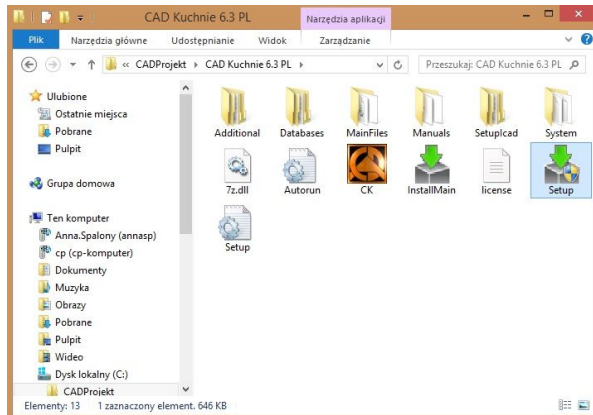 CAD Kuchnie 6.3 PL
Narzędzia aplikacji
Plik
Narzędzia główne
Udostępnianie
Widok
Zarządzanie
« CADProjekt › CAD Kuchnie 6.3 PL ›
Przeszukaj: CAD Kuchnie 6.3 PL
Ulubione
Ostatnie miejsca
Pobrane
Pulpit
Grupa domowa
Ten komputer
Anna.Spalony (annasp)
cp (cp-komputer)
Dokumenty
Muzyka
Obrazy
Pobrane
Pulpit
Wideo
Dysk lokalny (C:)
CADProjekt
Additional
Databases
MainFiles
Manuals
Setuplcad
System
7z.dll
Autorun
CK
InstallMain
license
Setup
Setup
Elementy: 13
1 zaznaczony element. 646 KB